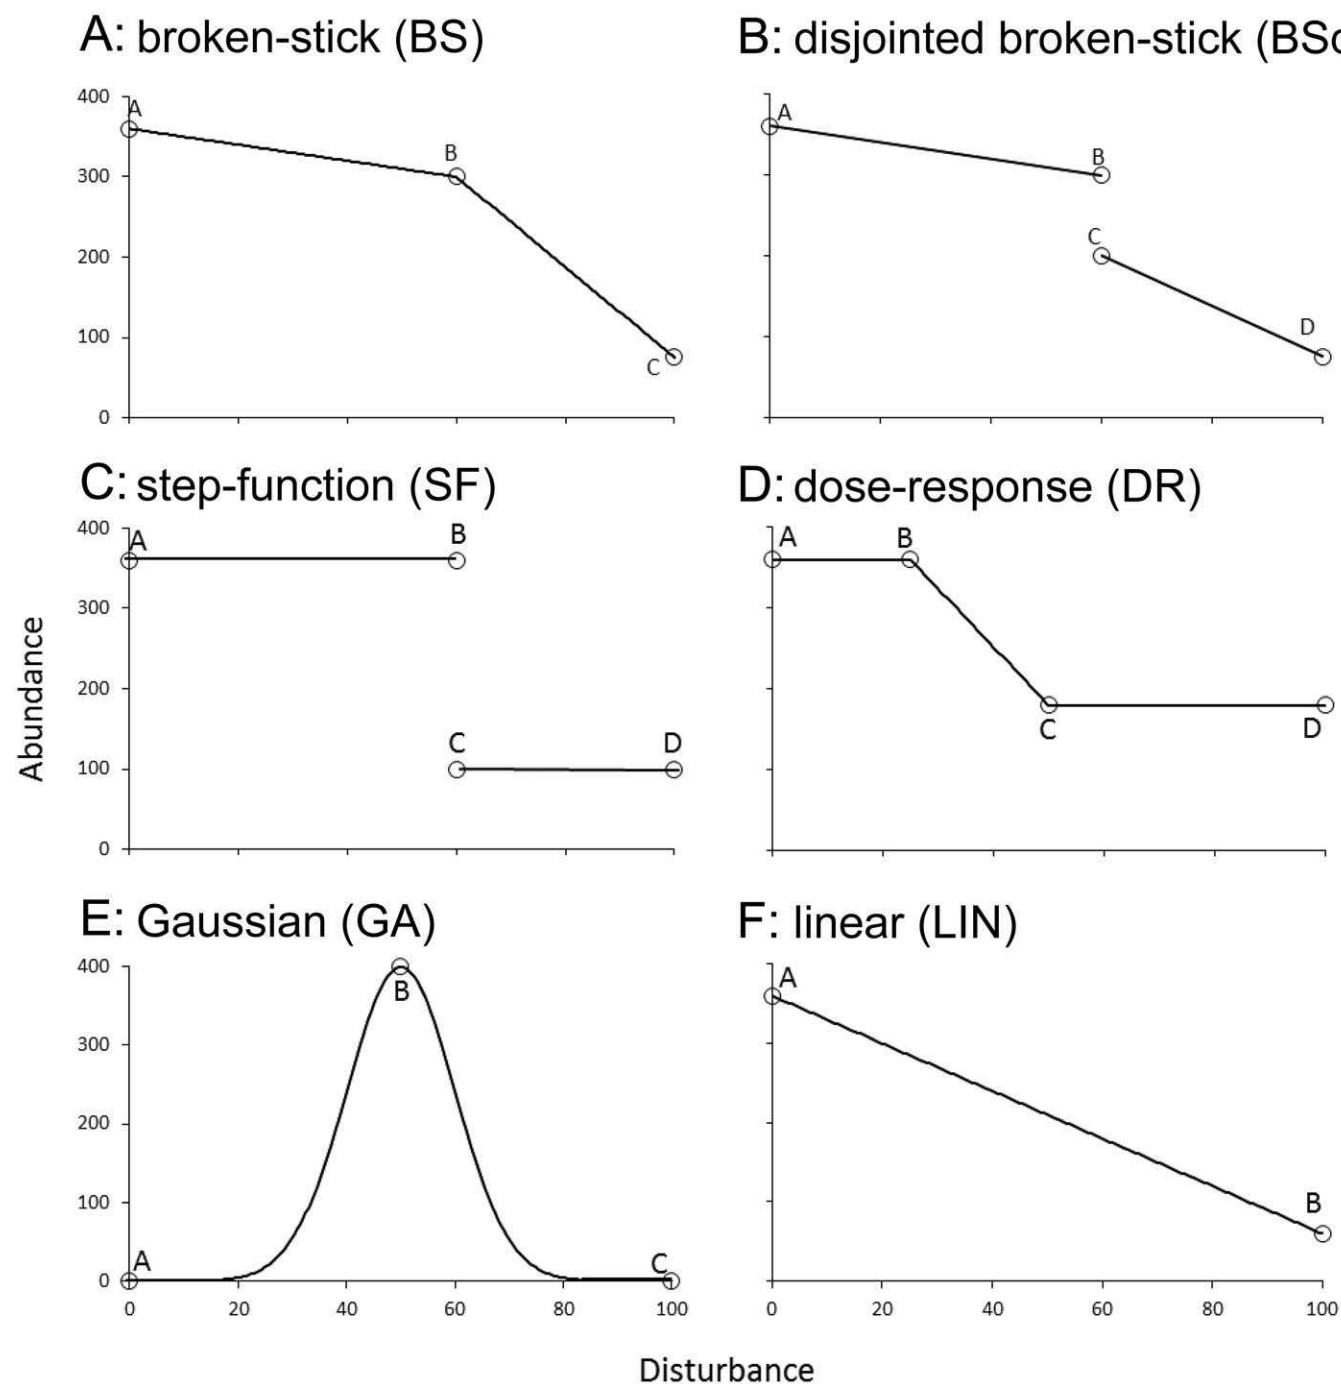 A: broken-stick (BS)
B: disjointed broken-stick (BSd
400
300
200
100
0
A
B
C
A
B
C
D
C: step-function (SF)
D: dose-response (DR)
Abundance
400
300
200
100
0
A
B
C
D
A
B
C
D
E: Gaussian (GA)
F: linear (LIN)
400
300
200
100
0
A
B
C
A
B
0 20 40 60 80 100
0 20 40 60 80 100
Disturbance